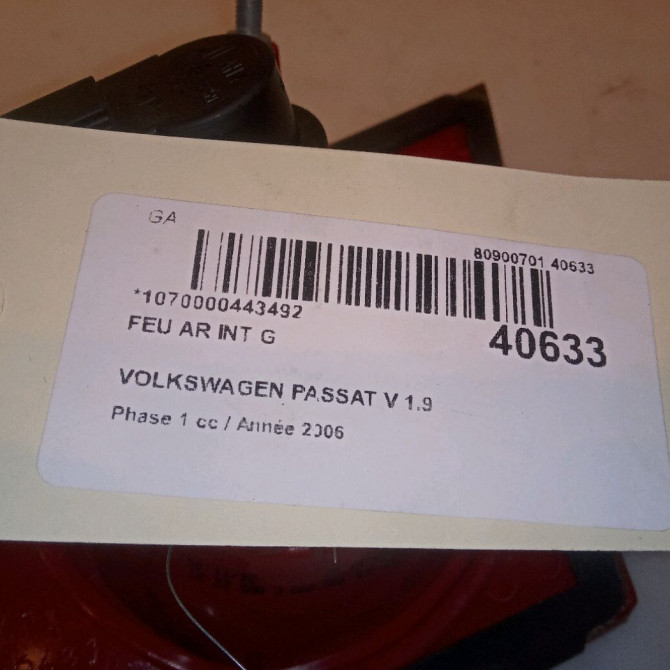 GA
80900701 40633
*1070000443492
40633
FEU AR INT G
VOLKSWAGEN PASSAT V 1.9
Phase 1 cc / Année 2006